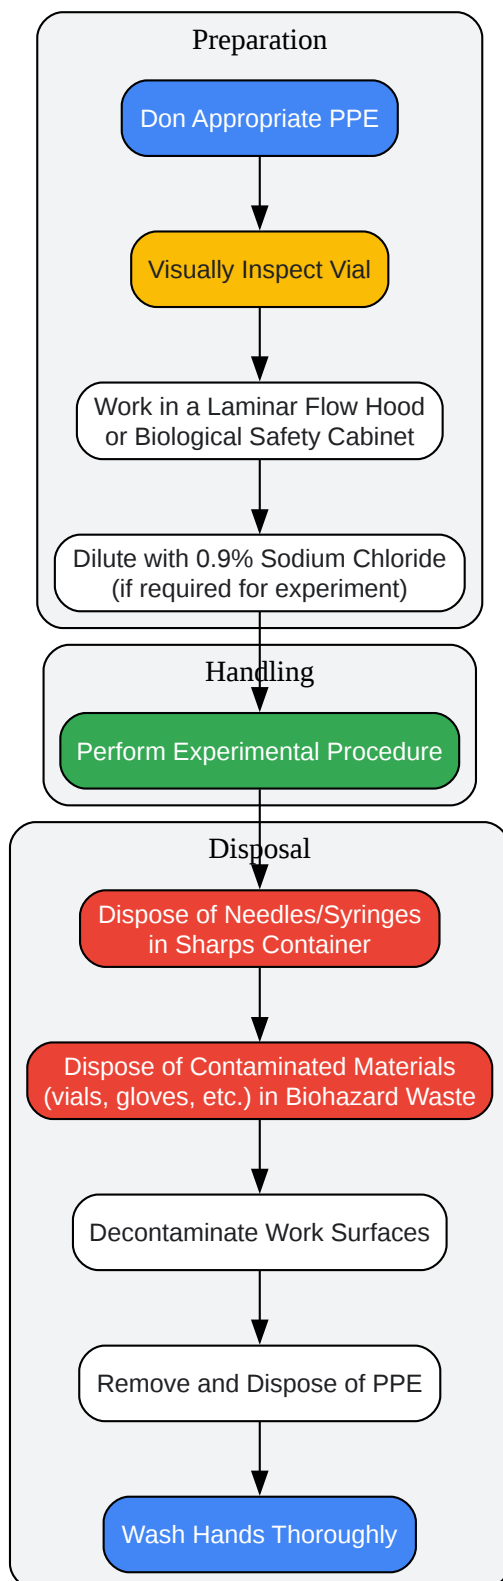 Preparation
Don Appropriate PPE
Visually Inspect Vial
Work in a Laminar Flow Hood
or Biological Safety Cabinet
Dilute with 0.9% Sodium Chloride
(if required for experiment)
Handling
Perform Experimental Procedure
Disposal
Dispose of Needles/Syringes
in Sharps Container
Dispose of Contaminated Materials
(vials, gloves, etc.) in Biohazard Waste
Decontaminate Work Surfaces
Remove and Dispose of PPE
Wash Hands Thoroughly